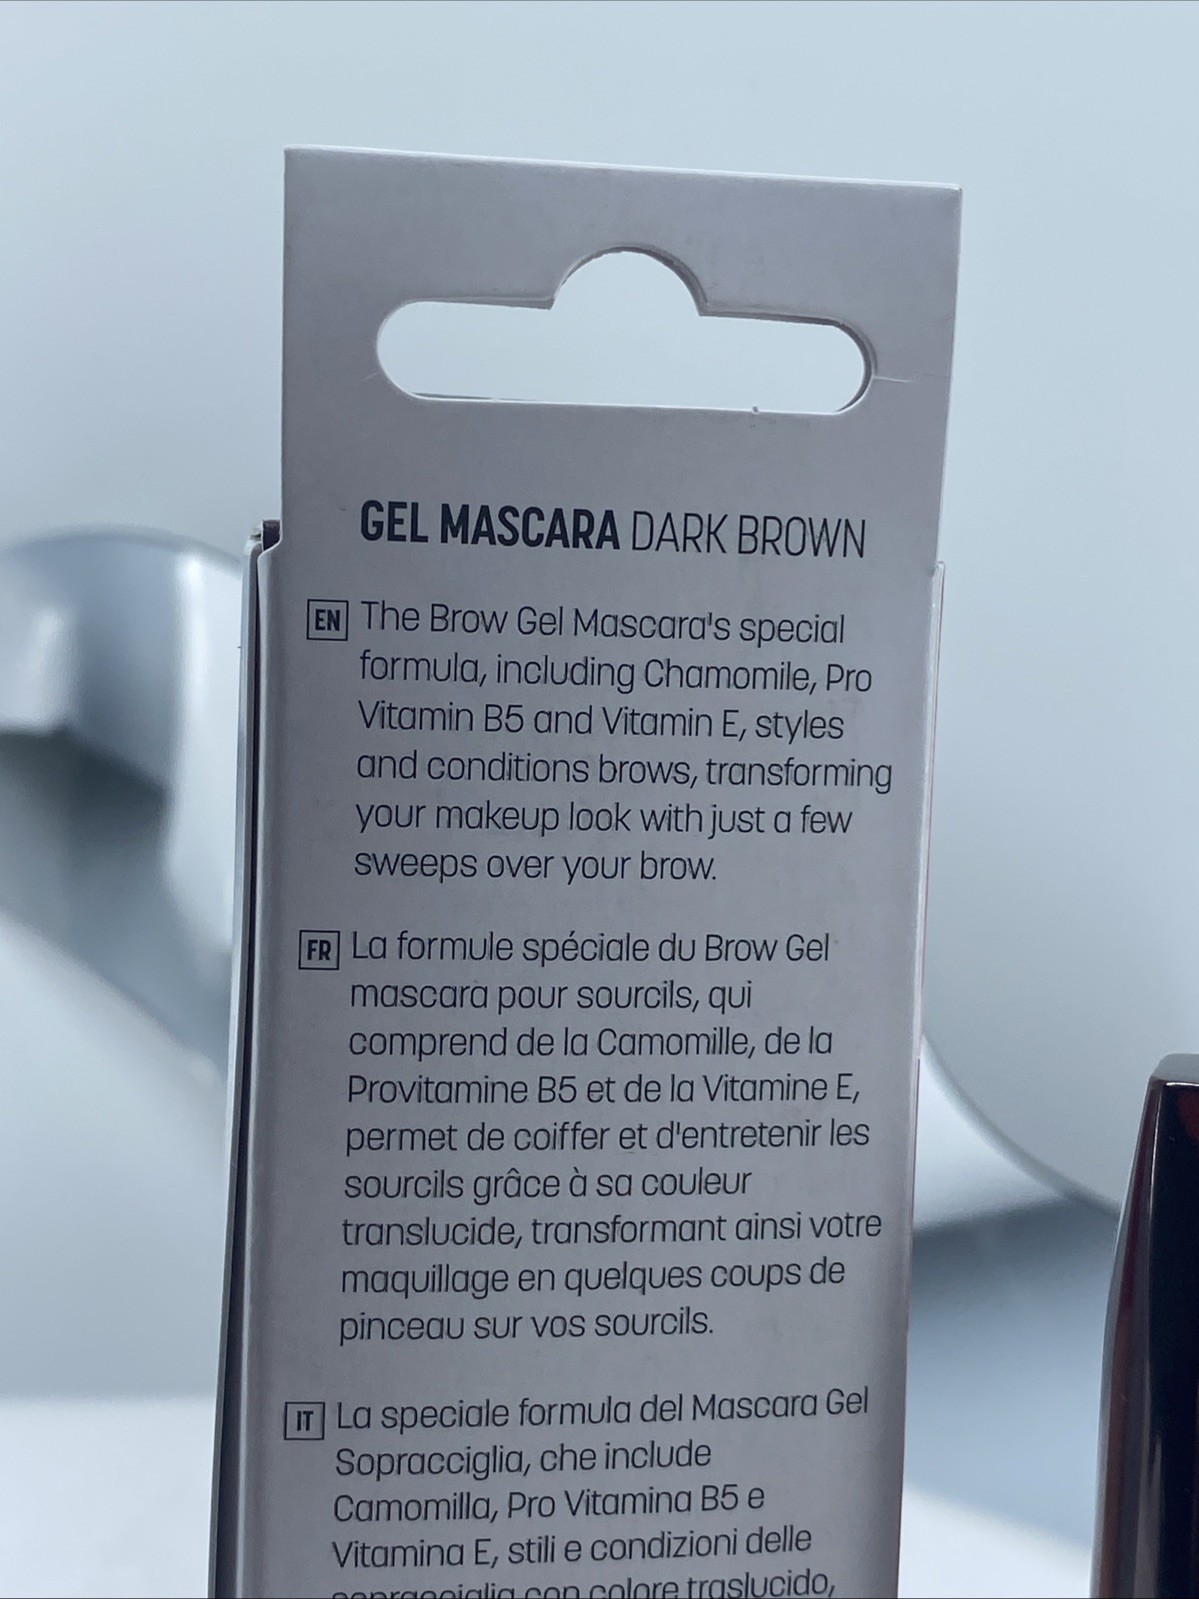 GEL MASCARA DARK BROWN
EN The Brow Gel Mascara's special
formula, including Chamomile, Pro
Vitamin B5 and Vitamin E, styles
and conditions brows, transforming
your makeup look with just a few
sweeps over your brow.
FR La formule spéciale du Brow Gel
mascara pour sourcils, qui
comprend de la Camomille, de la
Provitamine B5 et de la Vitamine E,
permet de coiffer et d'entretenir les
sourcils grâce à sa couleur
translucide, transformant ainsi votre
maquillage en quelques coups de
pinceau sur vos sourcils.
IT La speciale formula del Mascara Gel
Sopracciglia, che include
Camomilla, Pro Vitamina B5 e
Vitamina E, stili e condizioni delle
sopracciglia con colore traslucido,